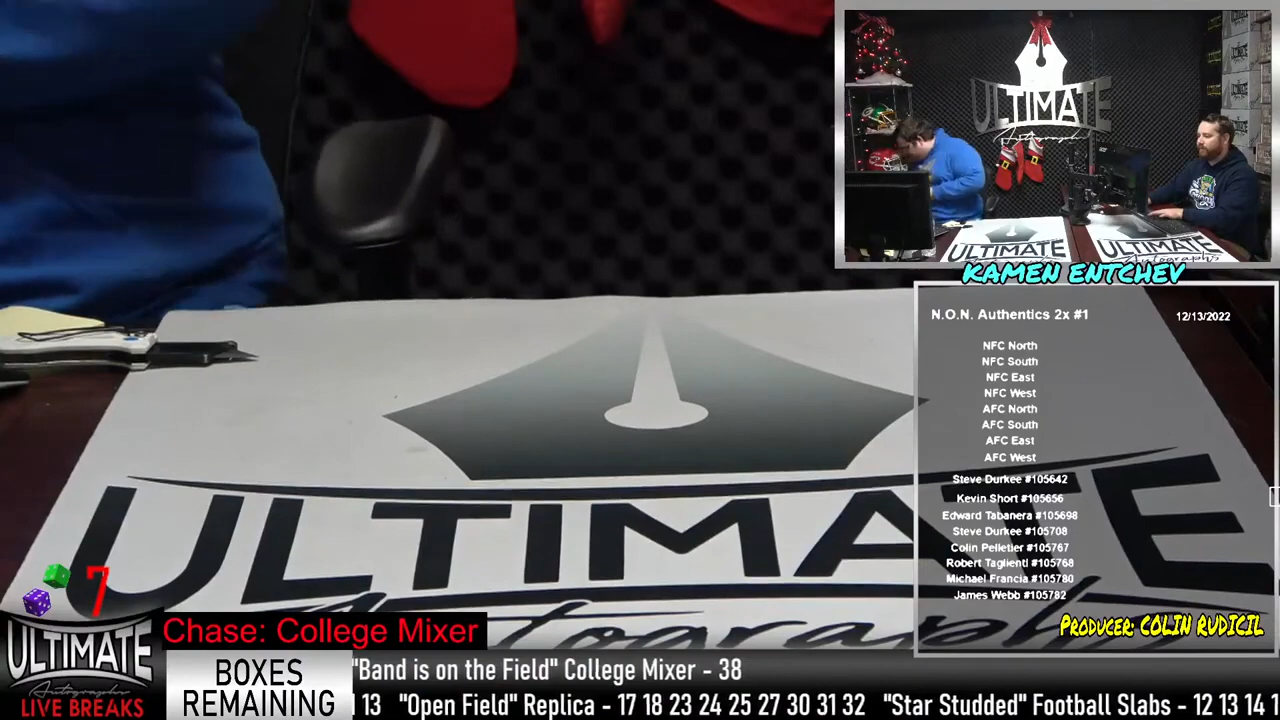 ULTIMATE
Autographs
ULTIMATE
Autographs
ULTIMATE
ULTIMATE
KAMEN ENTCHEV
N.O.N. Authentics 2x #1
12/13/2022
NFC North
NFC South
NFC East
NFC West
AFC North
AFC South
AFC East
AFC West
Steve Durkee #105642
Kevin Short #105656
Edward Tabanera #105698
Steve Durkee #105708
Colin Pelletier #105767
Robert Taglienti #105768
Michael Francia #105780
James Webb #105782
PRODUCER: COLIN RUDICIL
7
ULTIMATE
Autographs
LIVE BREAKS
Chase: College Mixer
BOXES
REMAINING
"Band is on the Field" College Mixer - 38
13 "Open Field" Replica - 17 18 23 24 25 27 30 31 32 "Star Studded" Football Slabs - 12 13 14